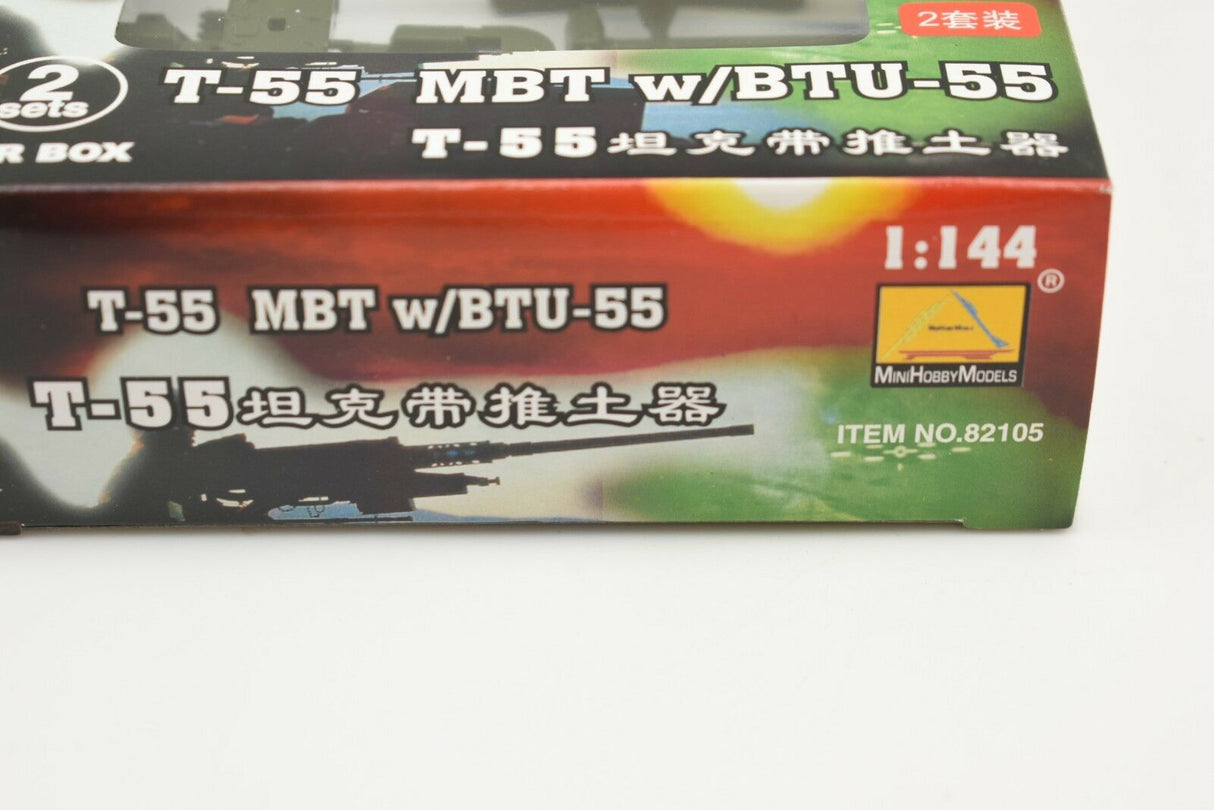 2套装
2
sets
T-55 MBT w/BTU-55
R BOX
T-55坦克带推土器
1:144
®
T-55 MBT w/BTU-55
MINIHOBBYMODELS
T-55坦克带推土器
ITEM NO.82105